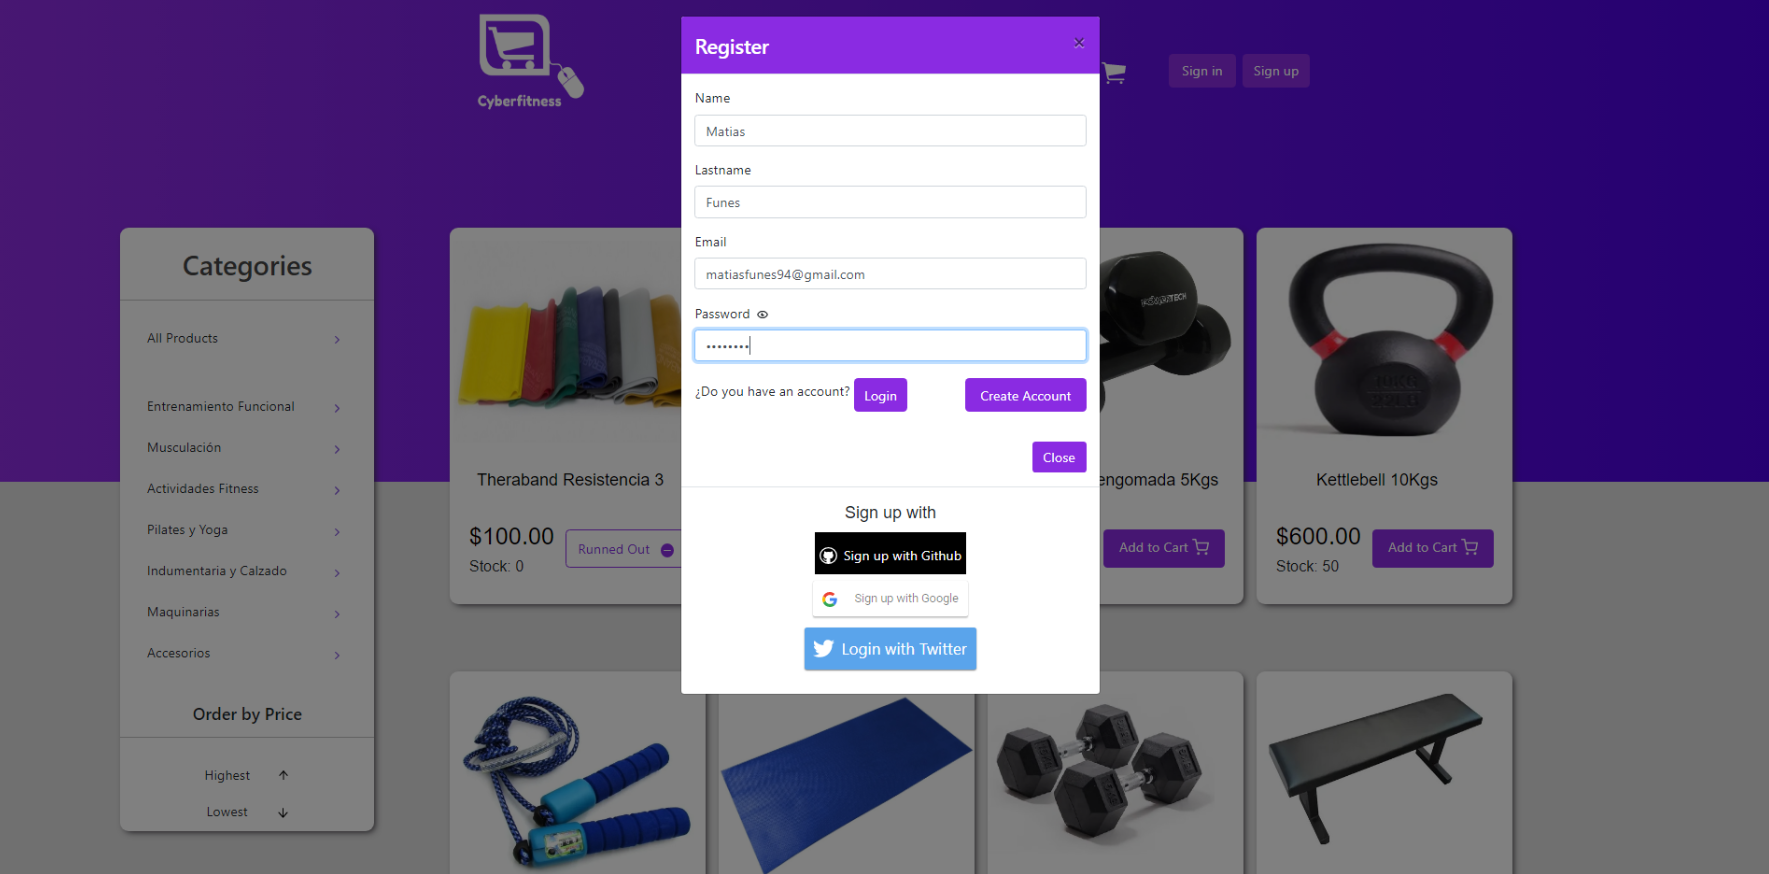 Cyberfitness
Sign in
Sign up
Register
×
Name
Matias
Lastname
Funes
Email
matiasfunes94@gmail.com
Password
••••••••
¿Do you have an account?
Login
Create Account
Close
Sign up with
Sign up with Github
Sign up with Google
Login with Twitter
Categories
All Products
Entrenamiento Funcional
Musculación
Actividades Fitness
Pilates y Yoga
Indumentaria y Calzado
Maquinarias
Accesorios
Order by Price
Highest
Lowest
Theraband Resistencia 3
$100.00
Stock: 0
Runned Out
engomada 5Kgs
Add to Cart
Kettlebell 10Kgs
$600.00
Stock: 50
Add to Cart